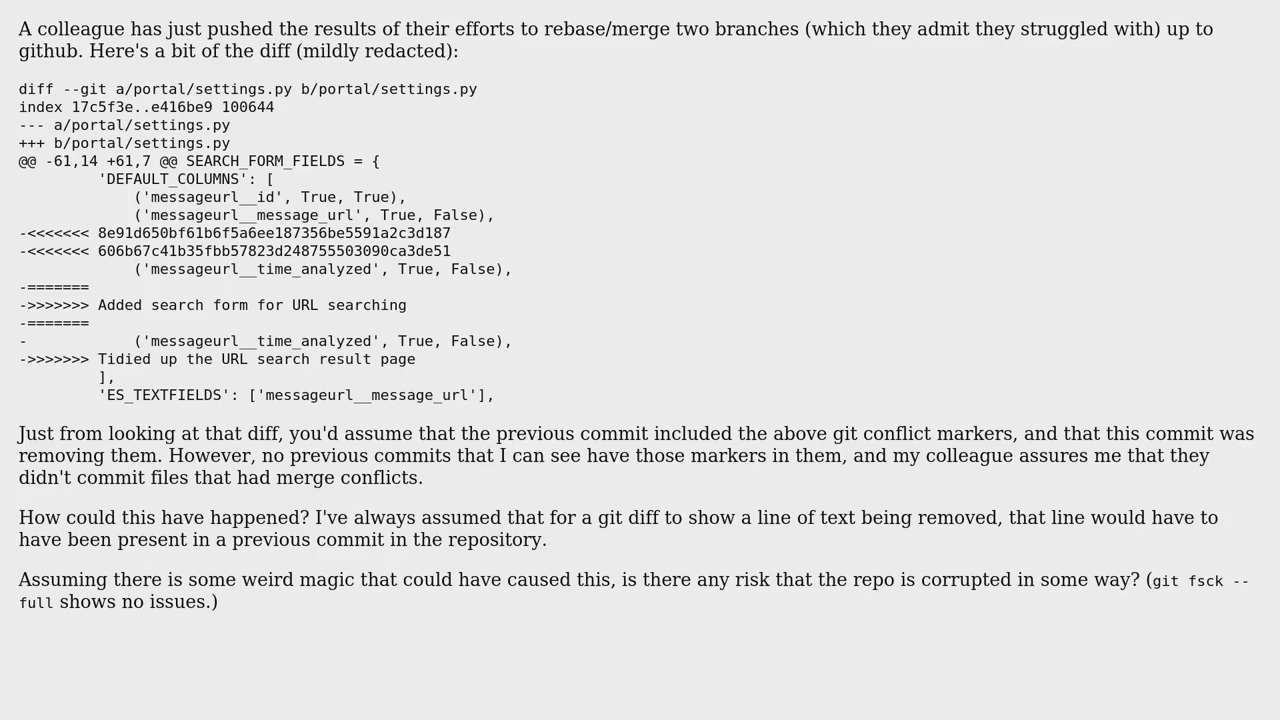 A colleague has just pushed the results of their efforts to rebase/merge two branches (which they admit they struggled with) up to
github. Here's a bit of the diff (mildly redacted):
diff --git a/portal/settings.py b/portal/settings.py
index 17c5f3e..e416be9 100644
--- a/portal/settings.py
+++ b/portal/settings.py
@@ -61,14 +61,7 @@ SEARCH_FORM_FIELDS = {
         'DEFAULT_COLUMNS': [
             ('messageurl__id', True, True),
             ('messageurl__message_url', True, False),
-<<<<<<< 8e91d650bf61b6f5a6ee187356be5591a2c3d187
-<<<<<<< 606b67c41b35fbb57823d248755503090ca3de51
             ('messageurl__time_analyzed', True, False),
-=======
->>>>>>> Added search form for URL searching
-=======
-            ('messageurl__time_analyzed', True, False),
->>>>>>> Tidied up the URL search result page
         ],
         'ES_TEXTFIELDS': ['messageurl__message_url'],
Just from looking at that diff, you'd assume that the previous commit included the above git conflict markers, and that this commit was
removing them. However, no previous commits that I can see have those markers in them, and my colleague assures me that they
didn't commit files that had merge conflicts.
How could this have happened? I've always assumed that for a git diff to show a line of text being removed, that line would have to
have been present in a previous commit in the repository.
Assuming there is some weird magic that could have caused this, is there any risk that the repo is corrupted in some way? (git fsck --
full shows no issues.)